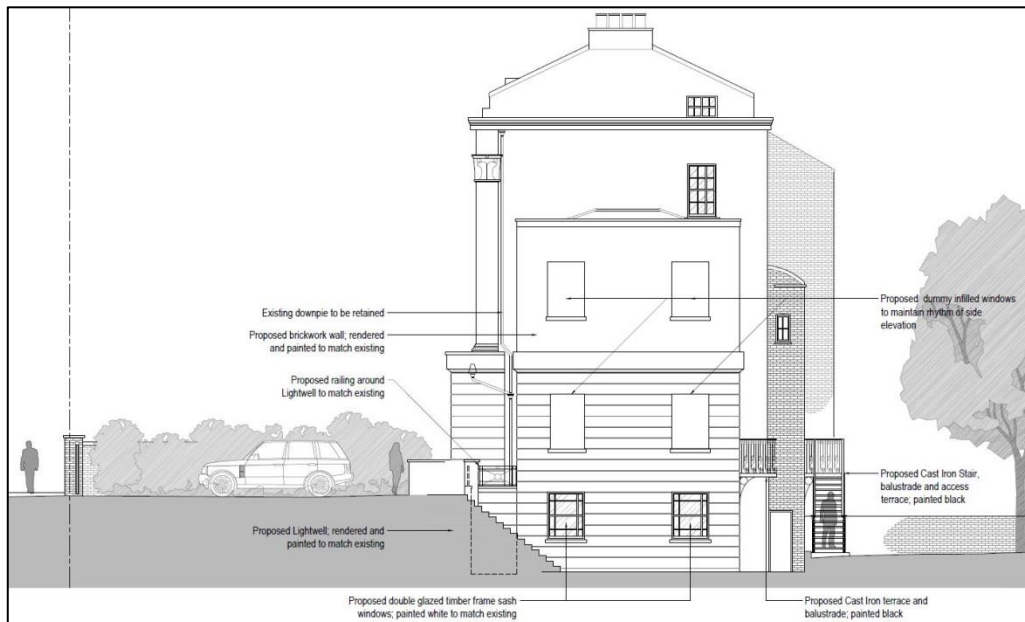 Existing downpie to be retained
Proposed brickwork wall; rendered
and painted to match existing
Proposed railing around
Lightwell to match existing
Proposed Lightwell; rendered and
painted to match existing
Proposed double glazed timber frame sash
windows; painted white to match existing
Proposed dummy infilled windows
to maintain rhythm of side
elevation
Proposed Cast Iron Stair,
balustrade and access
terrace; painted black
Proposed Cast Iron terrace and
balustrade; painted black